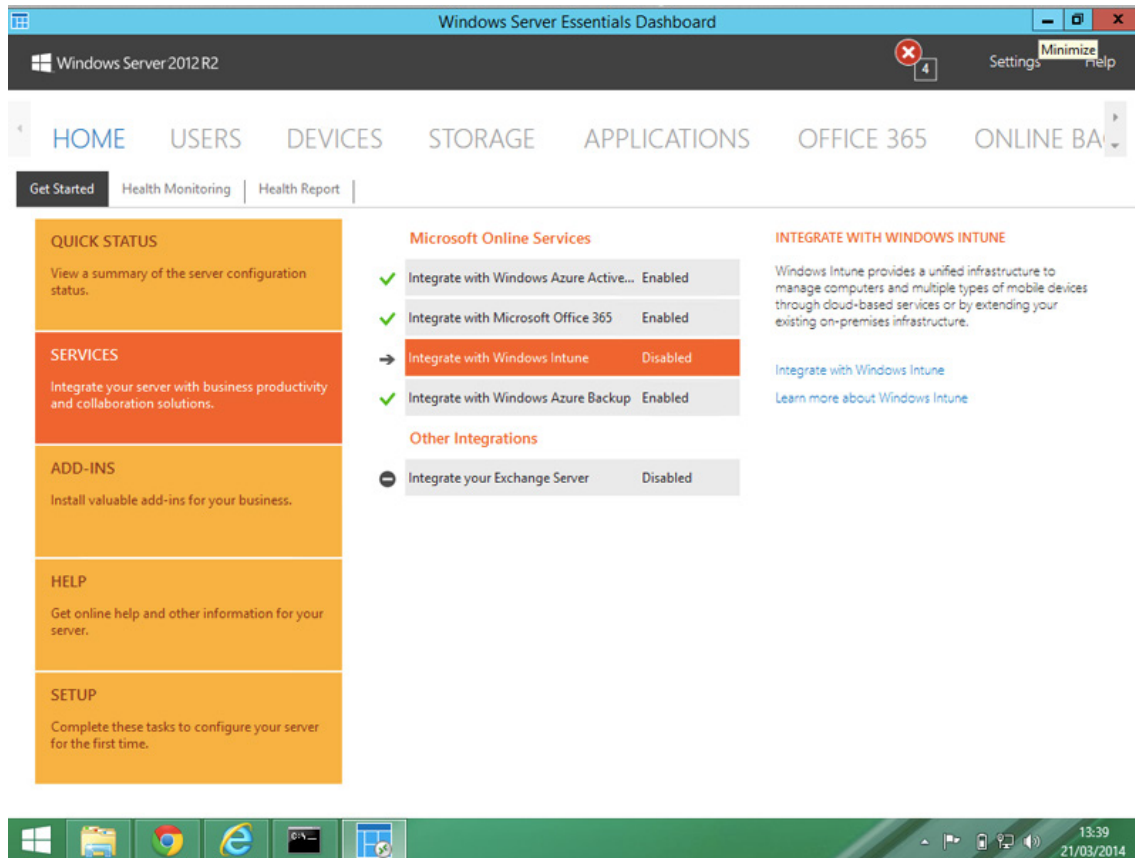 Windows Server Essentials Dashboard
Windows Server 2012 R2
4
Settings
Minimize
Help
HOME USERS DEVICES STORAGE APPLICATIONS OFFICE 365 ONLINE BA
Get Started Health Monitoring Health Report
QUICK STATUS
View a summary of the server configuration
status.
SERVICES
Integrate your server with business productivity
and collaboration solutions.
ADD-INS
Install valuable add-ins for your business.
HELP
Get online help and other information for your
server.
SETUP
Complete these tasks to configure your server
for the first time.
Microsoft Online Services
Integrate with Windows Azure Active... Enabled
Integrate with Microsoft Office 365 Enabled
Integrate with Windows Intune Disabled
Integrate with Windows Azure Backup Enabled
Other Integrations
Integrate your Exchange Server Disabled
INTEGRATE WITH WINDOWS INTUNE
Windows Intune provides a unified infrastructure to
manage computers and multiple types of mobile devices
through cloud-based services or by extending your
existing on-premises infrastructure.
Integrate with Windows Intune
Learn more about Windows Intune
13:39
21/03/2014